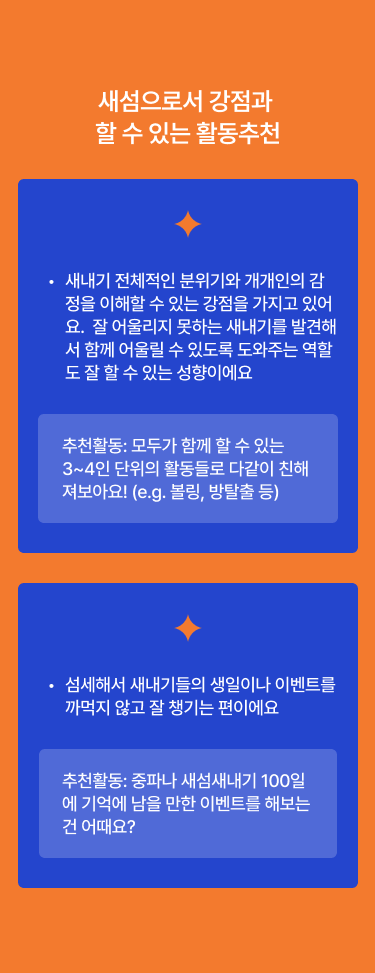 새섬으로서 강점과
할 수 있는 활동추천
• 새내기 전체적인 분위기와 개개인의 감
정을 이해할 수 있는 강점을 가지고 있어
요. 잘 어울리지 못하는 새내기를 발견해
서 함께 어울릴 수 있도록 도와주는 역할
도 잘 할 수 있는 성향이에요
추천활동: 모두가 함께 할 수 있는
3~4인 단위의 활동들로 다같이 친해
져보아요! (e.g. 볼링, 방탈출 등)
• 섬세해서 새내기들의 생일이나 이벤트를
까먹지 않고 잘 챙기는 편이에요
추천활동: 중파나 새섬새내기 100일
에 기억에 남을 만한 이벤트를 해보는
건 어때요?